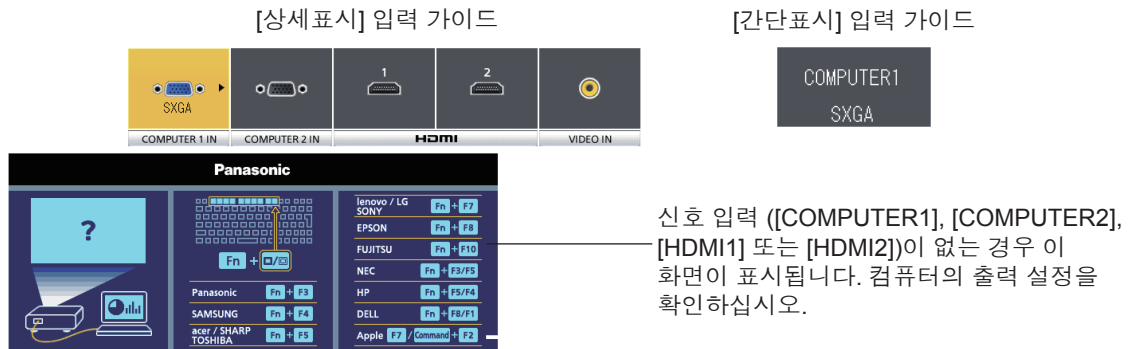 [상세표시] 입력 가이드
[간단표시] 입력 가이드
SXGA
1
2
COMPUTER 1 IN
COMPUTER 2 IN
HDMI
VIDEO IN
COMPUTER1
SXGA
Panasonic
?
Fn +
Panasonic Fn + F3
SAMSUNG Fn + F4
acer / SHARP
TOSHIBA Fn + F5
lenovo / LG
SONY Fn + F7
EPSON Fn + F8
FUJITSU Fn + F10
NEC Fn + F3/F5
HP Fn + F5/F4
DELL Fn + F8/F1
Apple F7 / Command + F2
신호 입력 ([COMPUTER1], [COMPUTER2],
[HDMI1] 또는 [HDMI2])이 없는 경우 이
화면이 표시됩니다. 컴퓨터의 출력 설정을
확인하십시오.